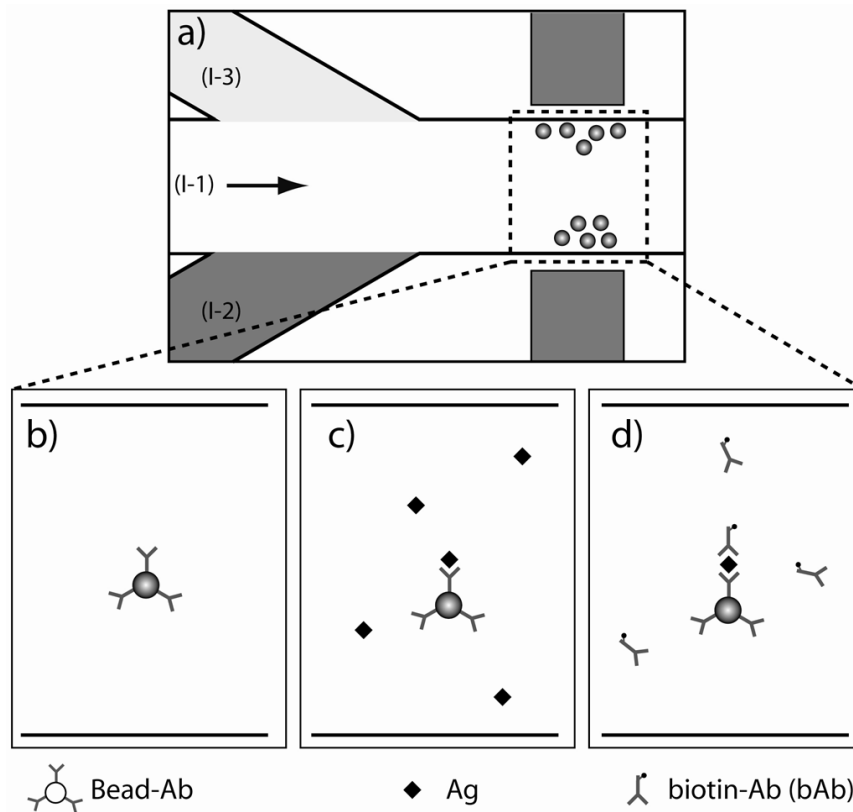 a)
(I-3)
(I-1)
(I-2)
b)
c)
d)
Bead-Ab
Ag
biotin-Ab (bAb)